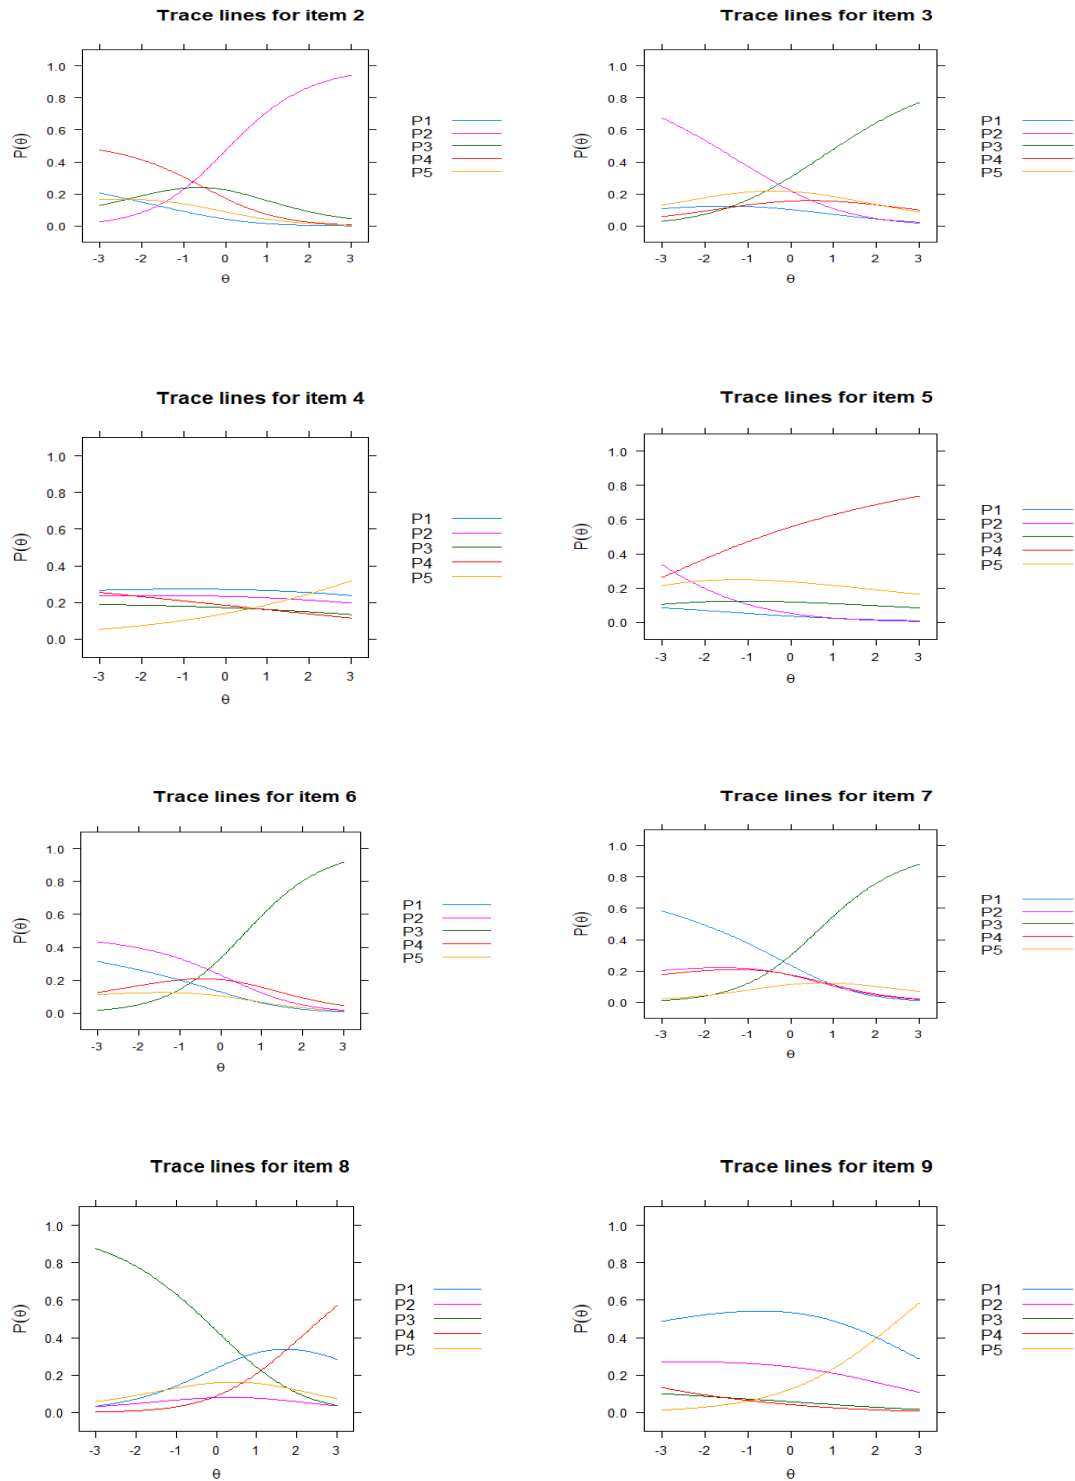 Trace lines for item 2
1.0
0.8
0.6
0.4
0.2
0.0
P(θ)
-3 -2 -1 0 1 2 3
θ
P1
P2
P3
P4
P5
Trace lines for item 3
1.0
0.8
0.6
0.4
0.2
0.0
P(θ)
-3 -2 -1 0 1 2 3
θ
P1
P2
P3
P4
P5
Trace lines for item 4
1.0
0.8
0.6
0.4
0.2
0.0
P(θ)
-3 -2 -1 0 1 2 3
θ
P1
P2
P3
P4
P5
Trace lines for item 5
1.0
0.8
0.6
0.4
0.2
0.0
P(θ)
-3 -2 -1 0 1 2 3
θ
P1
P2
P3
P4
P5
Trace lines for item 6
1.0
0.8
0.6
0.4
0.2
0.0
P(θ)
-3 -2 -1 0 1 2 3
θ
P1
P2
P3
P4
P5
Trace lines for item 7
1.0
0.8
0.6
0.4
0.2
0.0
P(θ)
-3 -2 -1 0 1 2 3
θ
P1
P2
P3
P4
P5
Trace lines for item 8
1.0
0.8
0.6
0.4
0.2
0.0
P(θ)
-3 -2 -1 0 1 2 3
θ
P1
P2
P3
P4
P5
Trace lines for item 9
1.0
0.8
0.6
0.4
0.2
0.0
P(θ)
-3 -2 -1 0 1 2 3
θ
P1
P2
P3
P4
P5